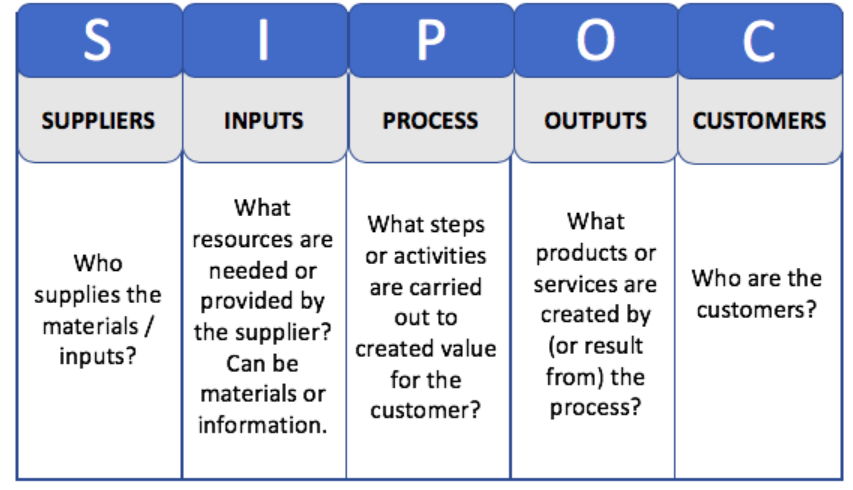 S I P O C
SUPPLIERS INPUTS PROCESS OUTPUTS CUSTOMERS
Who
supplies the
materials /
inputs?
What
resources are
needed or
provided by
the supplier?
Can be
materials or
information.
What steps
or activities
are carried
out to
created value
for the
customer?
What
products or
services are
created by
(or result
from) the
process?
Who are the
customers?